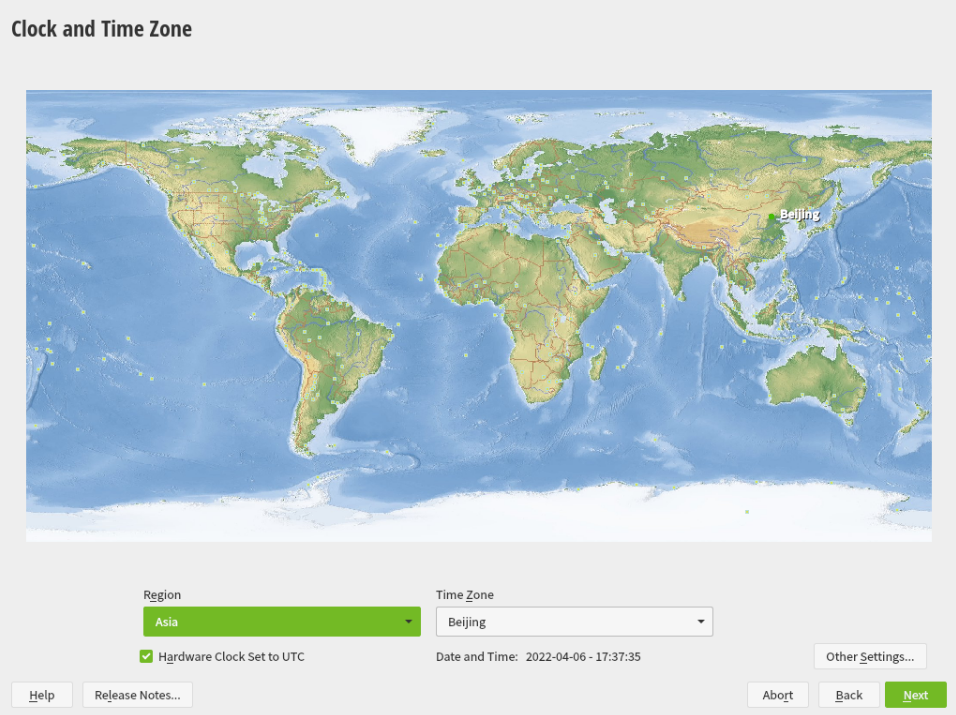 Clock and Time Zone
Beijing
Region
Time Zone
Asia
Beijing
Hardware Clock Set to UTC
Date and Time: 2022-04-06 - 17:37:35
Other Settings...
Help
Release Notes...
Abort
Back
Next